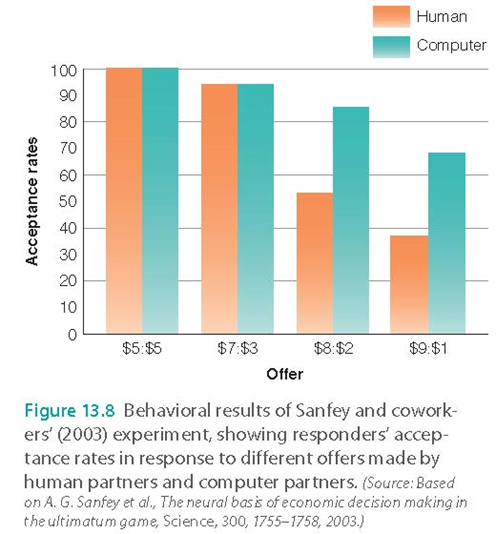 Human
Computer
Acceptance rates
100
90
80
70
60
50
40
30
20
10
0
$5:$5 $7:$3 $8:$2 $9:$1
Offer
Figure 13.8 Behavioral results of Sanfey and cowork-
ers’ (2003) experiment, showing responders’ accep-
tance rates in response to different offers made by
human partners and computer partners. (Source: Based
on A. G. Sanfey et al., The neural basis of economic decision making in
the ultimatum game, Science, 300, 1755–1758, 2003.)